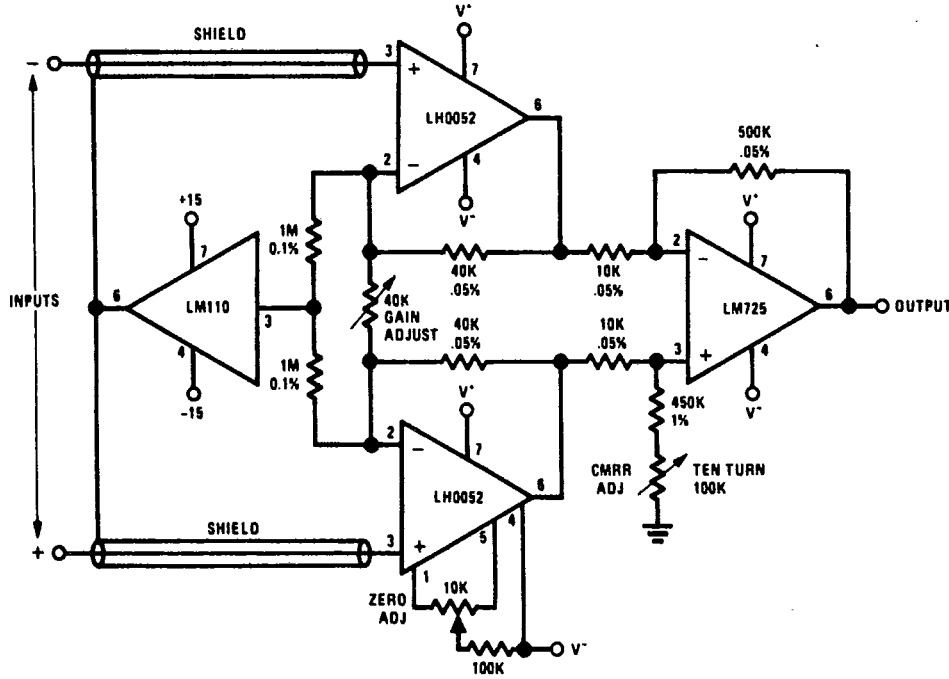 SHIELD
V+
−
3
+
7
LH0052
6
2
−
4
V−
500K
.05%
+15
7
1M
0.1%
40K
.05%
10K
.05%
V+
2
−
7
INPUTS
6
LM110
3
40K
GAIN
ADJUST
LM725
6
OUTPUT
4
−15
1M
0.1%
40K
.05%
10K
.05%
3
+
4
V−
V+
450K
1%
2
−
7
LH0052
6
CMRR
ADJ
TEN TURN
100K
SHIELD
+
3
+
1
5
4
ZERO
ADJ
10K
100K
V−